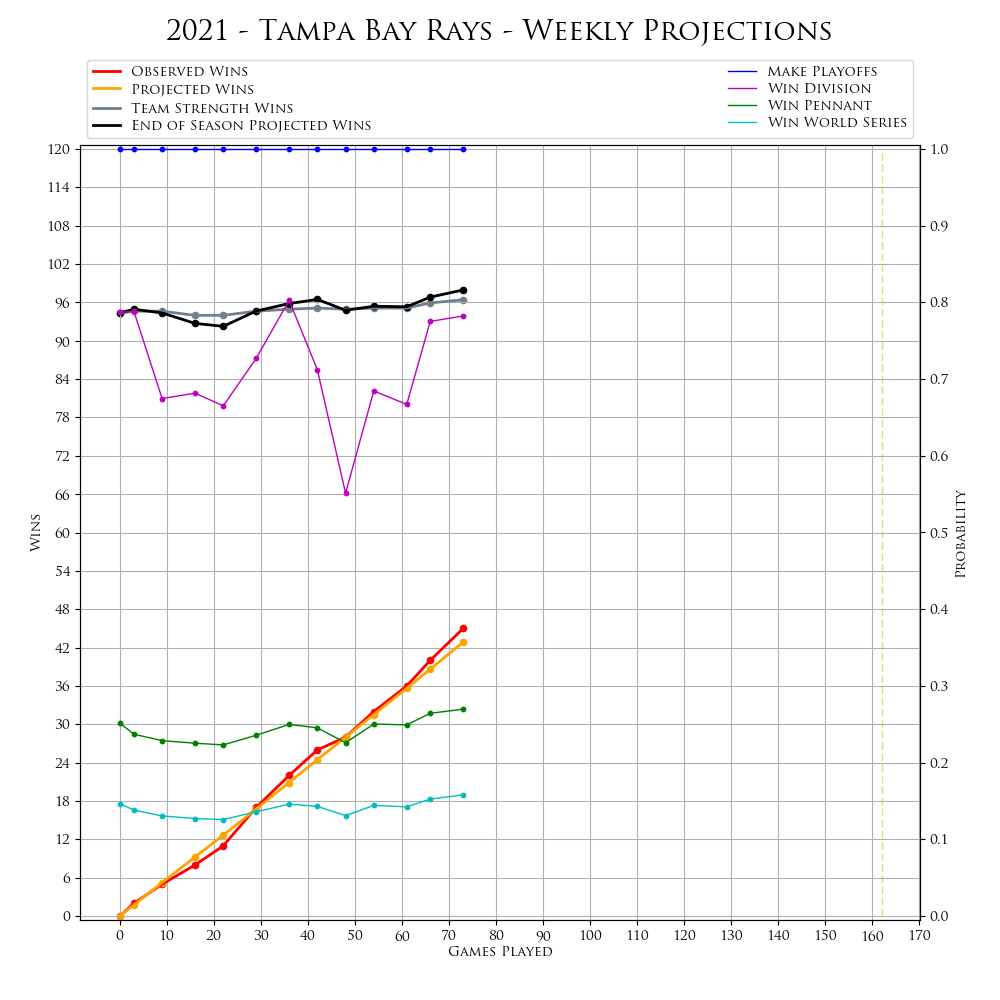 2021 - Tampa Bay Rays - Weekly Projections
Observed Wins
Projected Wins
Team Strength Wins
End of Season Projected Wins
Make Playoffs
Win Division
Win Pennant
Win World Series
120
114
108
102
96
90
84
78
72
66
60
54
48
42
36
30
24
18
12
6
0
Wins
1.0
0.9
0.8
0.7
0.6
0.5
0.4
0.3
0.2
0.1
0.0
Probability
0 10 20 30 40 50 60 70 80 90 100 110 120 130 140 150 160 170
Games Played